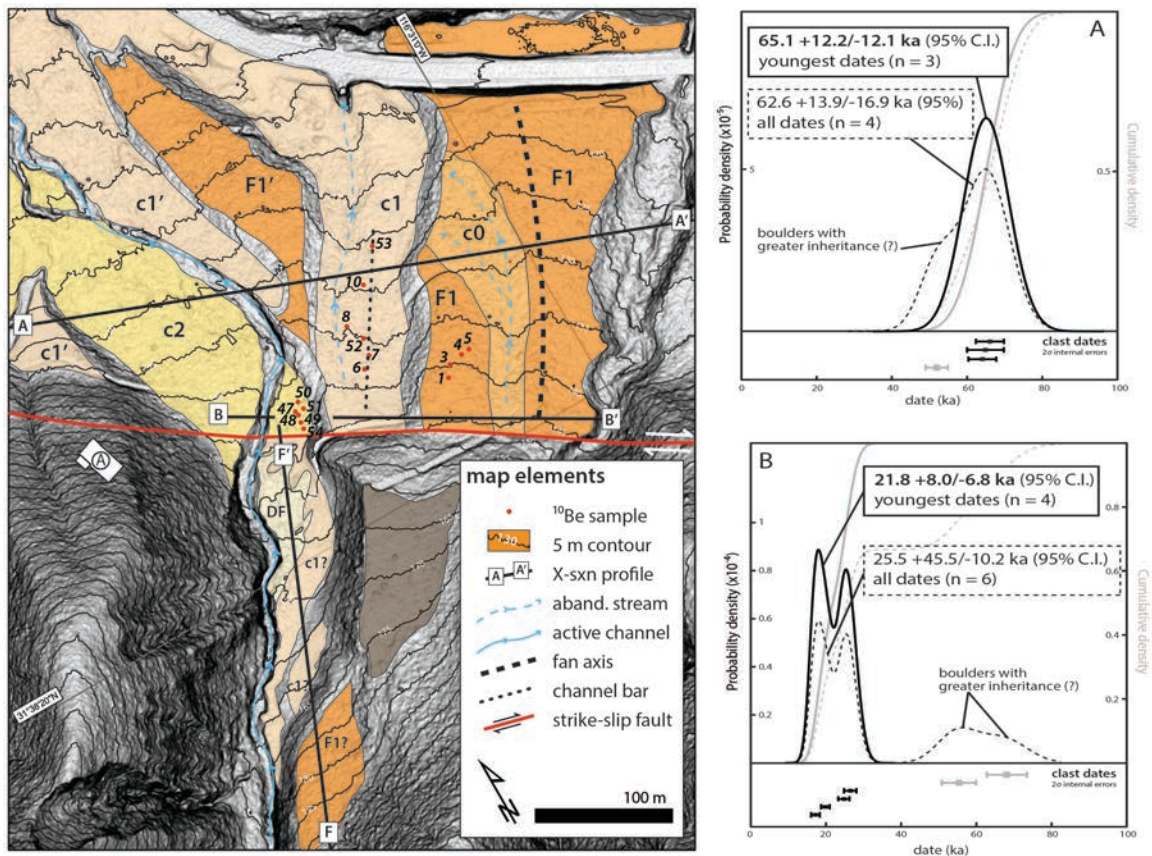 116°31'0"W
F1'
F1
c1'
c1
c0
A'
53
10
F1
8
A
c2
52
7
4 5
3
6
1
c1'
50
B
47
51
B'
48
49
54
F'
A
DF
c1?
c1?
F1?
F
31°38'20"N
map elements
10Be sample
5 m contour
A A' X-sxn profile
aband. stream
active channel
fan axis
channel bar
strike-slip fault
N
100 m
A
65.1 +12.2/-12.1 ka (95% C.I.)
youngest dates (n = 3)
62.6 +13.9/-16.9 ka (95%)
all dates (n = 4)
Probability density (x10-5)
Cumulative density
5
0.5
boulders with
greater inheritance (?)
clast dates
2σ internal errors
0 20 40 60 80 100
date (ka)
B
21.8 +8.0/-6.8 ka (95% C.I.)
youngest dates (n = 4)
25.5 +45.5/-10.2 ka (95% C.I.)
all dates (n = 6)
1
0.8
0.6
0.4
0.2
Probability density (x10-4)
0.8
0.6
0.4
0.2
Cumulative density
boulders with
greater inheritance (?)
clast dates
2σ internal errors
0 20 40 60 80 100
date (ka)